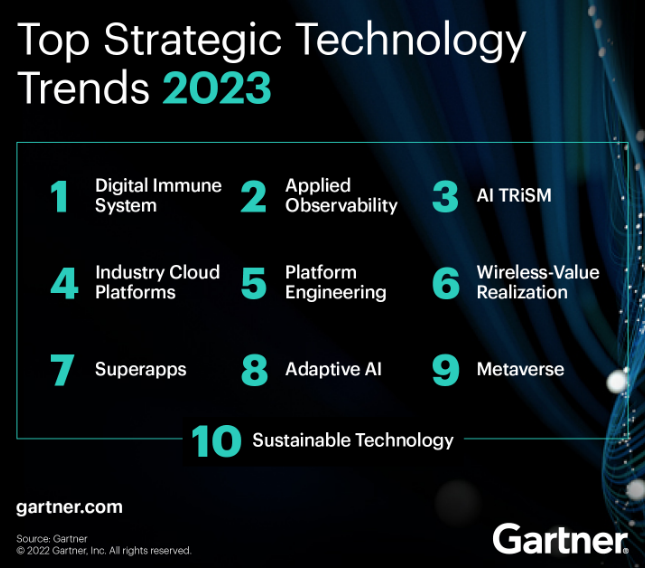 Top Strategic Technology
Trends 2023
1 Digital Immune
System
2 Applied
Observability
3 AI TRiSM
4 Industry Cloud
Platforms
5 Platform
Engineering
6 Wireless-Value
Realization
7 Superapps
8 Adaptive AI
9 Metaverse
10 Sustainable Technology
gartner.com
Source: Gartner
© 2022 Gartner, Inc. All rights reserved.
Gartner®